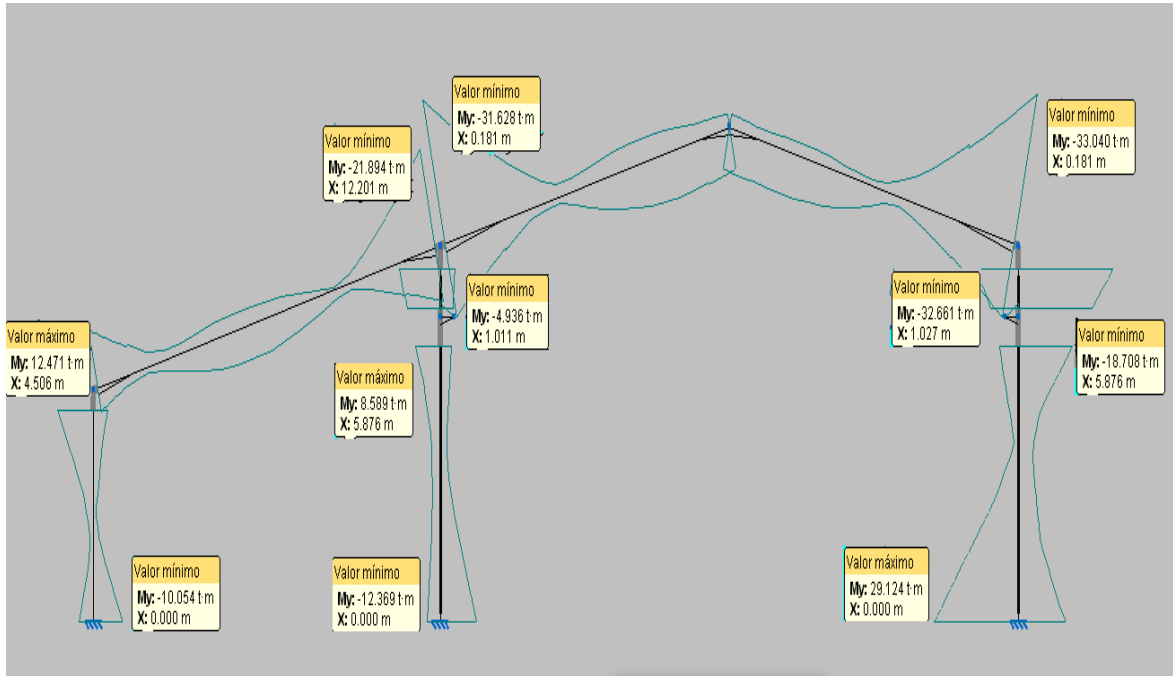 Valor mínimo
My: -31.628 t·m
X: 0.181 m
Valor mínimo
My: -33.040 t·m
X: 0.181 m
Valor mínimo
My: -21.894 t·m
X: 12.201 m
Valor mínimo
My: -4.936 t·m
X: 1.011 m
Valor mínimo
My: -32.661 t·m
X: 1.027 m
Valor máximo
My: 12.471 t·m
X: 4.506 m
Valor mínimo
My: -18.708 t·m
X: 5.876 m
Valor máximo
My: 8.589 t·m
X: 5.876 m
Valor mínimo
My: -10.054 t·m
X: 0.000 m
Valor mínimo
My: -12.369 t·m
X: 0.000 m
Valor máximo
My: 29.124 t·m
X: 0.000 m